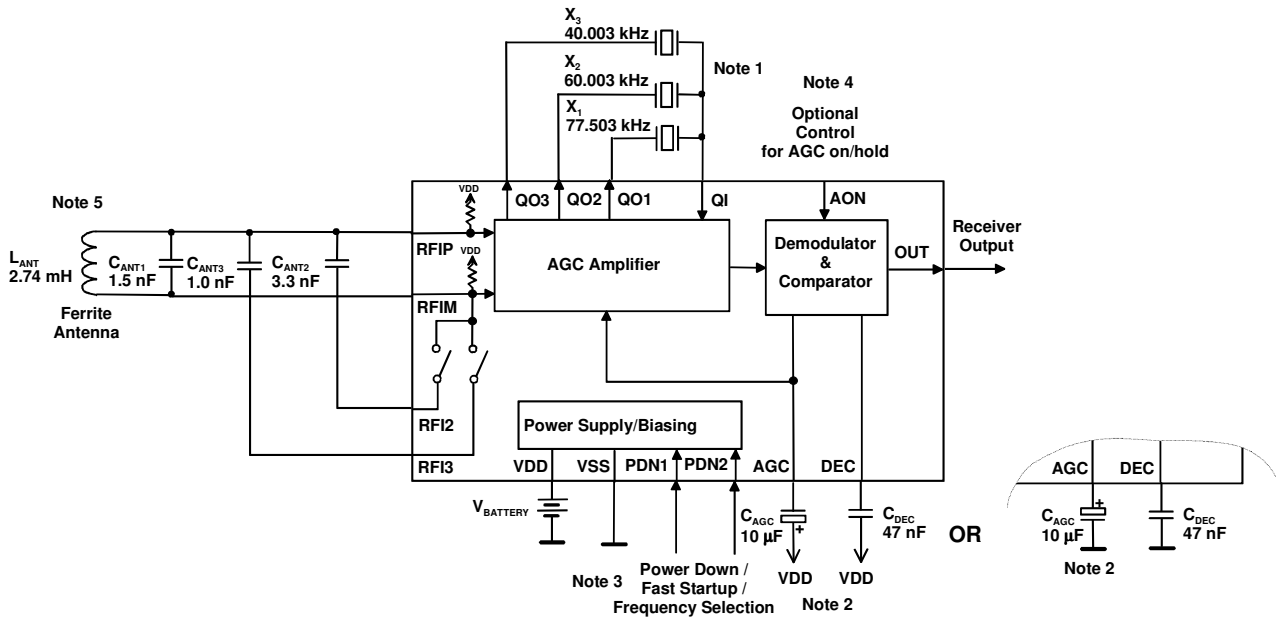 X3
40.003 kHz
X2
60.003 kHz
X1
77.503 kHz
Note 1
Note 4
Optional
Control
for AGC on/hold
Note 5
LANT
2.74 mH
CANT1
1.5 nF
CANT3
1.0 nF
CANT2
3.3 nF
Ferrite
Antenna
VDD
QO3
QO2
QO1
QI
AON
RFIP
VDD
AGC Amplifier
Demodulator
&
Comparator
OUT
Receiver
Output
RFIM
RFI2
RFI3
Power Supply/Biasing
VDD
VSS
PDN1
PDN2
AGC
DEC
VBATTERY
CAGC
10 µF
+
CDEC
47 nF
VDD
VDD
Note 3
Power Down /
Fast Startup /
Frequency Selection
Note 2
OR
AGC
DEC
CAGC
10 µF
+
CDEC
47 nF
Note 2